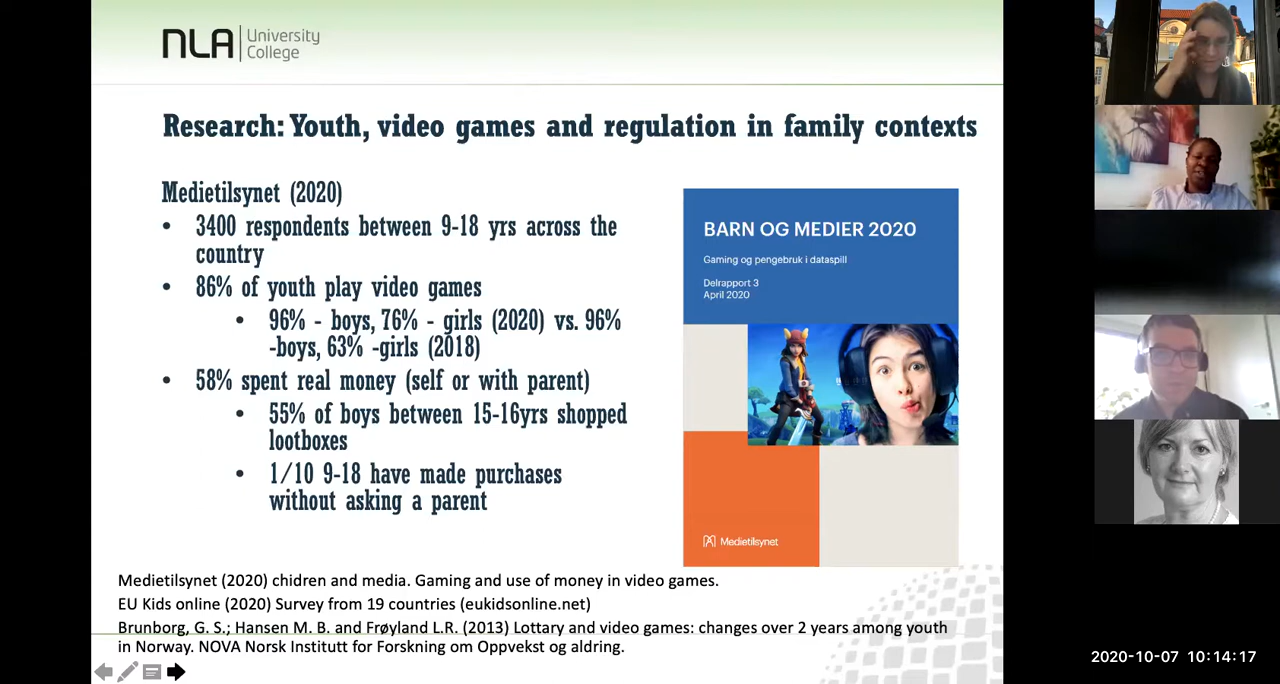 NLA University
College
Research: Youth, video games and regulation in family contexts
Medietilsynet (2020)
• 3400 respondents between 9-18 yrs across the
country
• 86% of youth play video games
• 96% - boys, 76% - girls (2020) vs. 96%
-boys, 63% -girls (2018)
• 58% spent real money (self or with parent)
• 55% of boys between 15-16yrs shopped
lootboxes
• 1/10 9-18 have made purchases
without asking a parent
BARN OG MEDIER 2020
Gaming og pengebruk i dataspill
Delrapport 3
April 2020
Medietilsynet
Medietilsynet (2020) chidren and media. Gaming and use of money in video games.
EU Kids online (2020) Survey from 19 countries (eukidsonline.net)
Brunborg, G. S.; Hansen M. B. and Frøyland L.R. (2013) Lottary and video games: changes over 2 years among youth
in Norway. NOVA Norsk Institutt for Forskning om Oppvekst og aldring.
2020-10-07 10:14:17